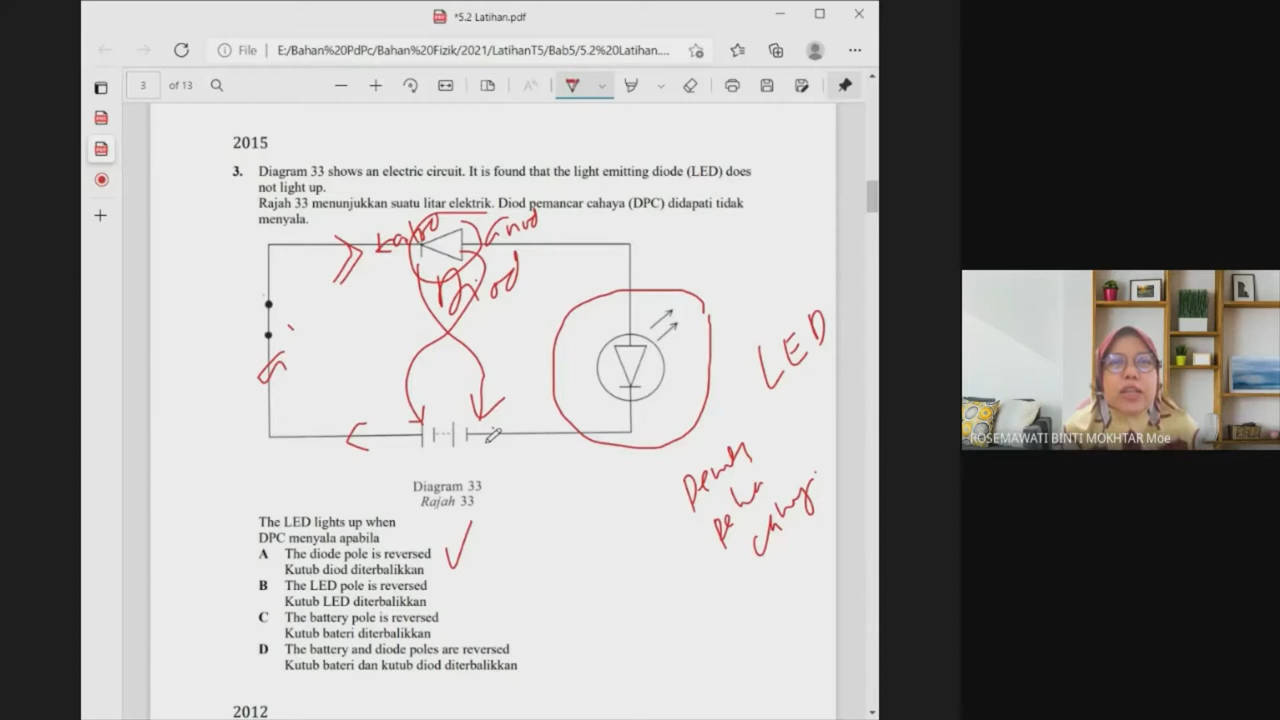 *5.2 Latihan.pdf
File
E:/Bahan%20PdPc/Bahan%20Fizik/2021/LatihanT5/Bab5/5.2%20Latihan....
3 of 13
2015
3. Diagram 33 shows an electric circuit. It is found that the light emitting diode (LED) does
not light up.
Rajah 33 menunjukkan suatu litar elektrik. Diod pemancar cahaya (DPC) didapati tidak
menyala.
anod
Diod
LED
cahaya
Diagram 33
Rajah 33
The LED lights up when
DPC menyala apabila
A The diode pole is reversed
Kutub diod diterbalikkan
B The LED pole is reversed
Kutub LED diterbalikkan
C The battery pole is reversed
Kutub bateri diterbalikkan
D The battery and diode poles are reversed
Kutub bateri dan kutub diod diterbalikkan
2012
ROSEMAWATI BINTI MOKHTAR Moe